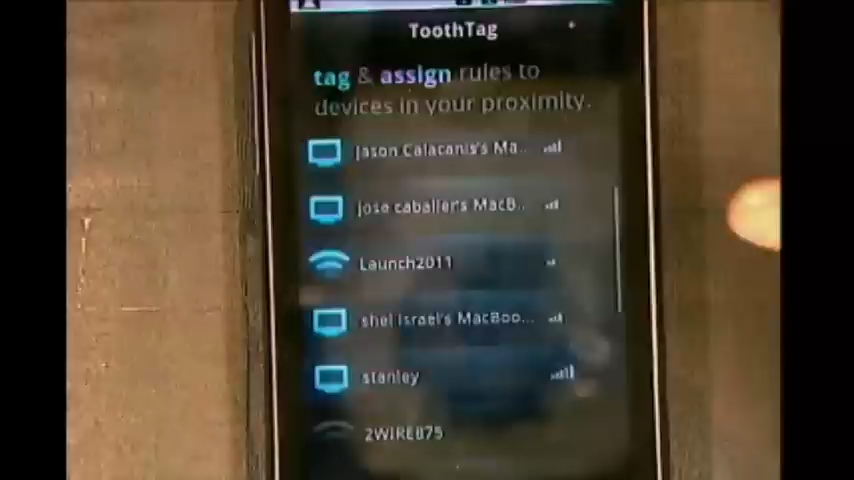 ToothTag
tag & assign rules to
devices in your proximity.
Jason Calacanis's Ma...
jose caballer's MacB...
Launch2011
shel israel's MacBoo...
stanley
2WIRE875